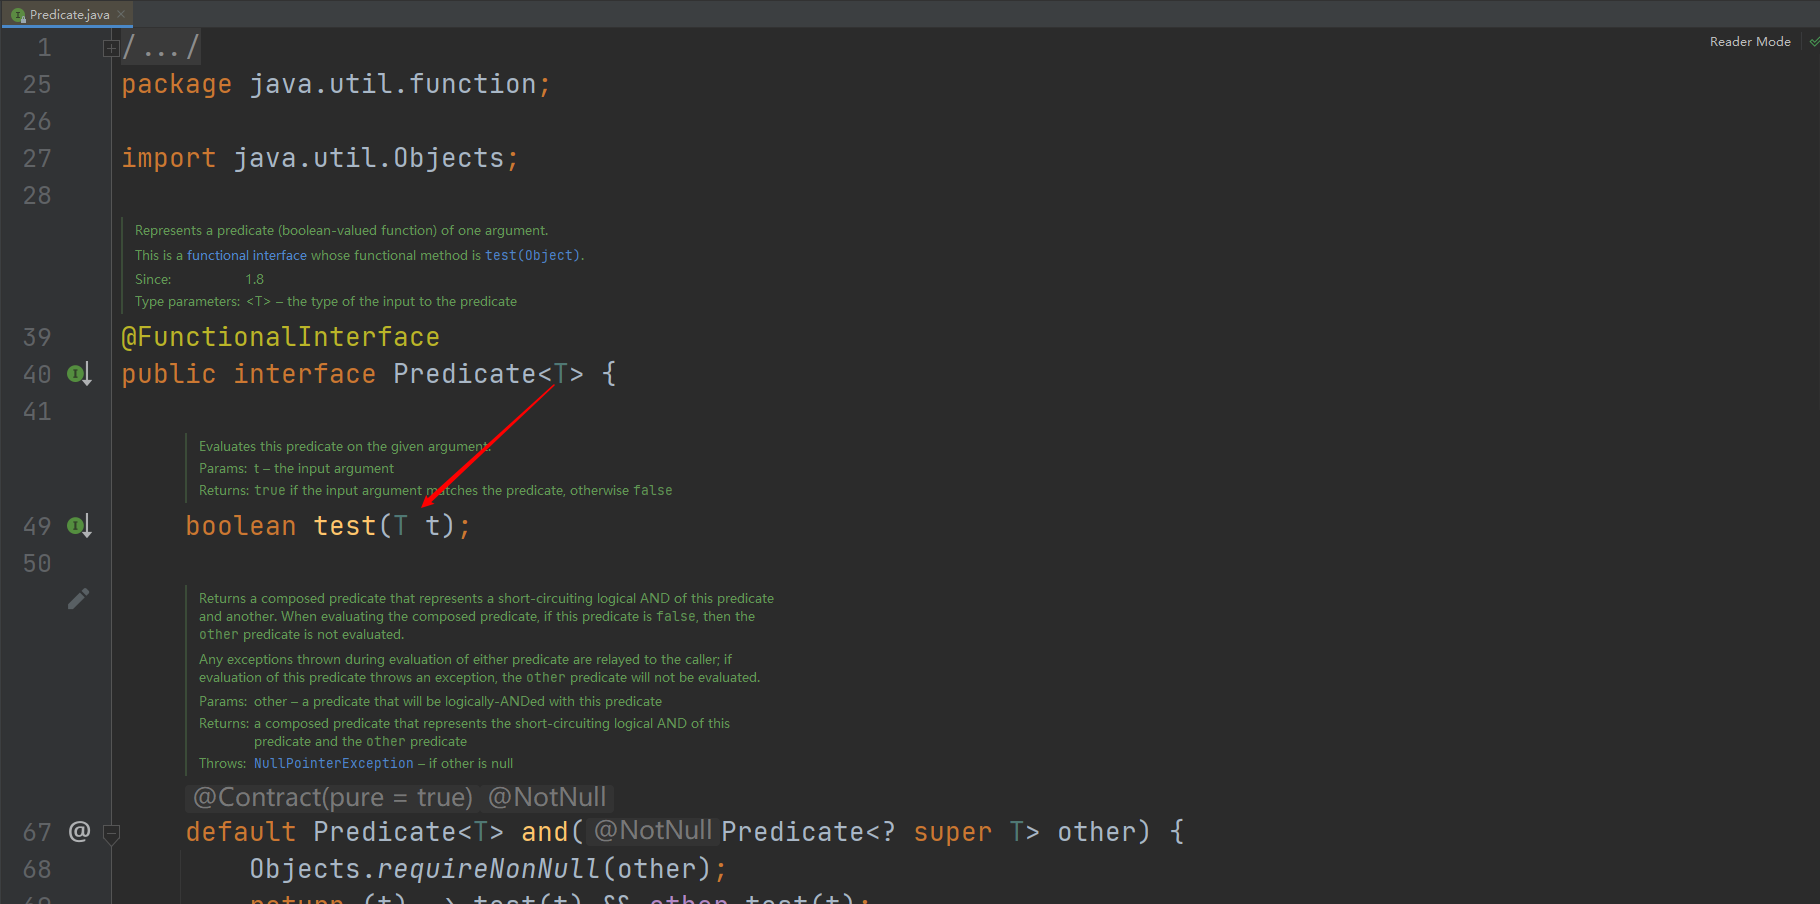 Predicate.java
Reader Mode
1 /.../
25 package java.util.function;
26
27 import java.util.Objects;
28
Represents a predicate (boolean-valued function) of one argument.
This is a functional interface whose functional method is test(Object).
Since: 1.8
Type parameters: <T> – the type of the input to the predicate
39 @FunctionalInterface
40 public interface Predicate<T> {
41
Evaluates this predicate on the given argument.
Params: t – the input argument
Returns: true if the input argument matches the predicate, otherwise false
49 boolean test(T t);
50
Returns a composed predicate that represents a short-circuiting logical AND of this predicate
and another. When evaluating the composed predicate, if this predicate is false, then the
other predicate is not evaluated.
Any exceptions thrown during evaluation of either predicate are relayed to the caller; if
evaluation of this predicate throws an exception, the other predicate will not be evaluated.
Params: other – a predicate that will be logically-ANDed with this predicate
Returns: a composed predicate that represents the short-circuiting logical AND of this
predicate and the other predicate
Throws: NullPointerException – if other is null
@Contract(pure = true) @NotNull
67 @ default Predicate<T> and( @NotNull Predicate<? super T> other) {
68 Objects.requireNonNull(other);
69 return (t) -> test(t) && other.test(t);